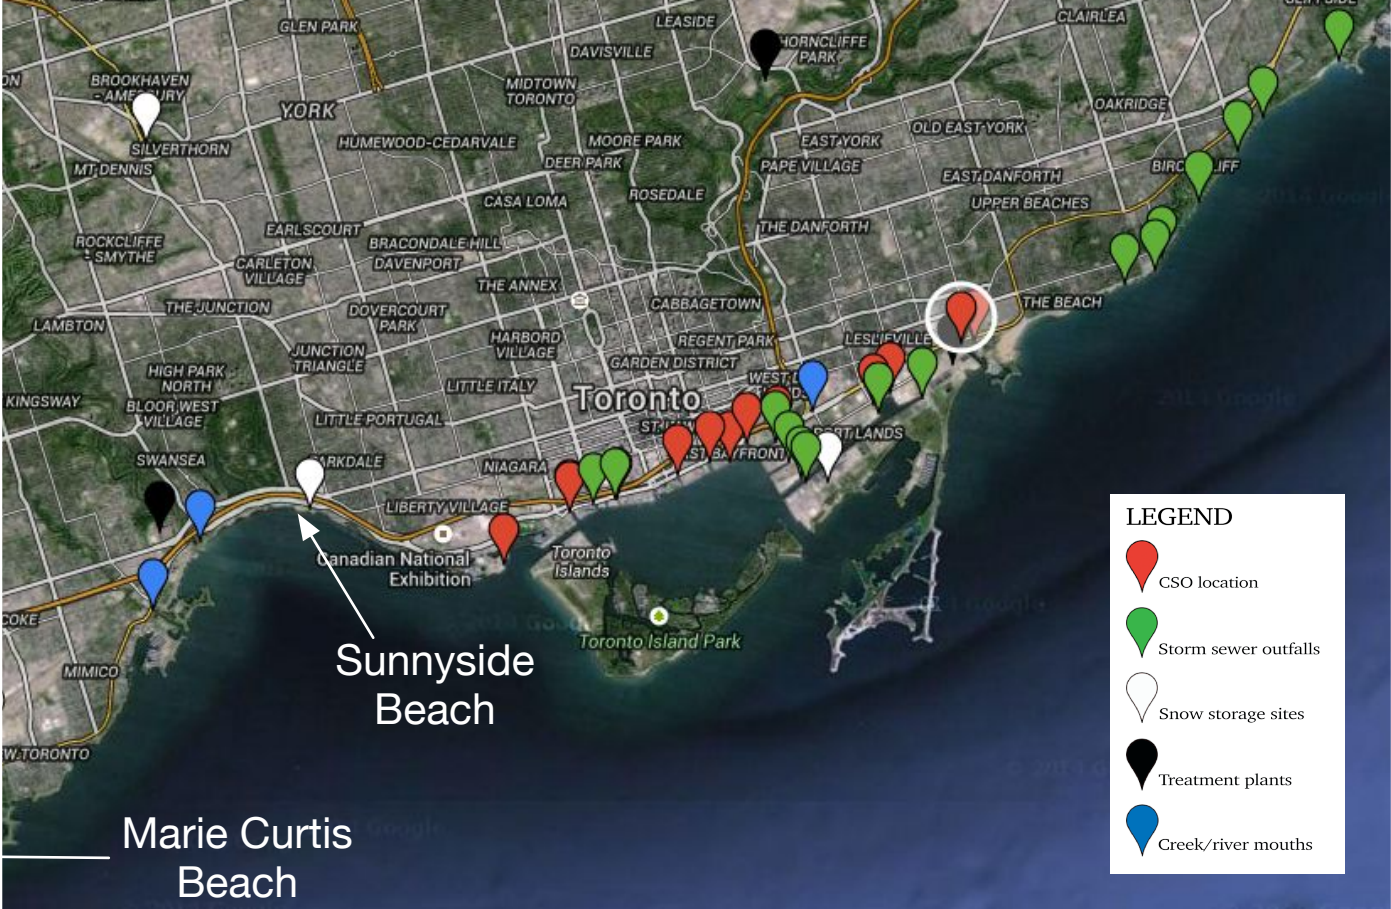 GLEN PARK
LEASIDE
CLAIRLEA
DAVISVILLE
PARK
BROOKHAVEN
MIDTOWN
TORONTO
OAKRIDGE
YORK
HUMEWOOD-CEDARVALE
MOORE PARK
EAST YORK
OLD EAST YORK
SILVERTHORN
MT DENNIS
DEER PARK
PAPE VILLAGE
EAST DANFORTH
ROSEDALE
CASA LOMA
UPPER BEACHES
EARLSCOURT
THE DANFORTH
ROCKCLIFFE
-SMYTHE
BRACONDALE HILL
DAVENPORT
CARLETON
VILLAGE
THE ANNEX
CABBAGETOWN
THE BEACH
THE JUNCTION
DOVERCOURT
PARK
LAMBTON
HARBORD
VILLAGE
REGENT PARK
LESLIEVILLE
JUNCTION
TRIANGLE
GARDEN DISTRICT
HIGH PARK
NORTH
LITTLE ITALY
KINGSWAY
BLOOR WEST
VILLAGE
Toronto
LITTLE PORTUGAL
PORT LANDS
SWANSEA
NIAGARA
LIBERTY VILLAGE
Canadian National
Exhibition
Toronto
Islands
Toronto Island Park
MIMICO
Sunnyside
Beach
Marie Curtis
Beach
LEGEND
CSO location
Storm sewer outfalls
Snow storage sites
Treatment plants
Creek/river mouths